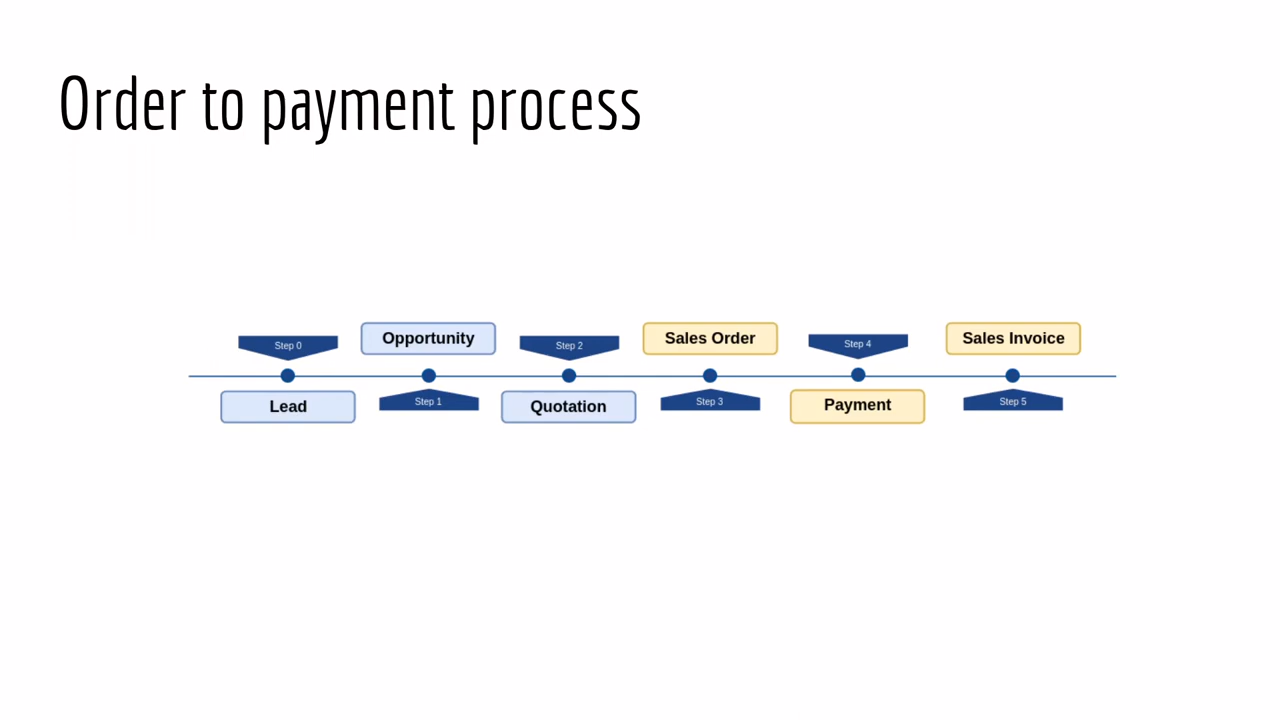 Order to payment process
Step 0
Lead
Opportunity
Step 1
Step 2
Quotation
Sales Order
Step 3
Step 4
Payment
Sales Invoice
Step 5